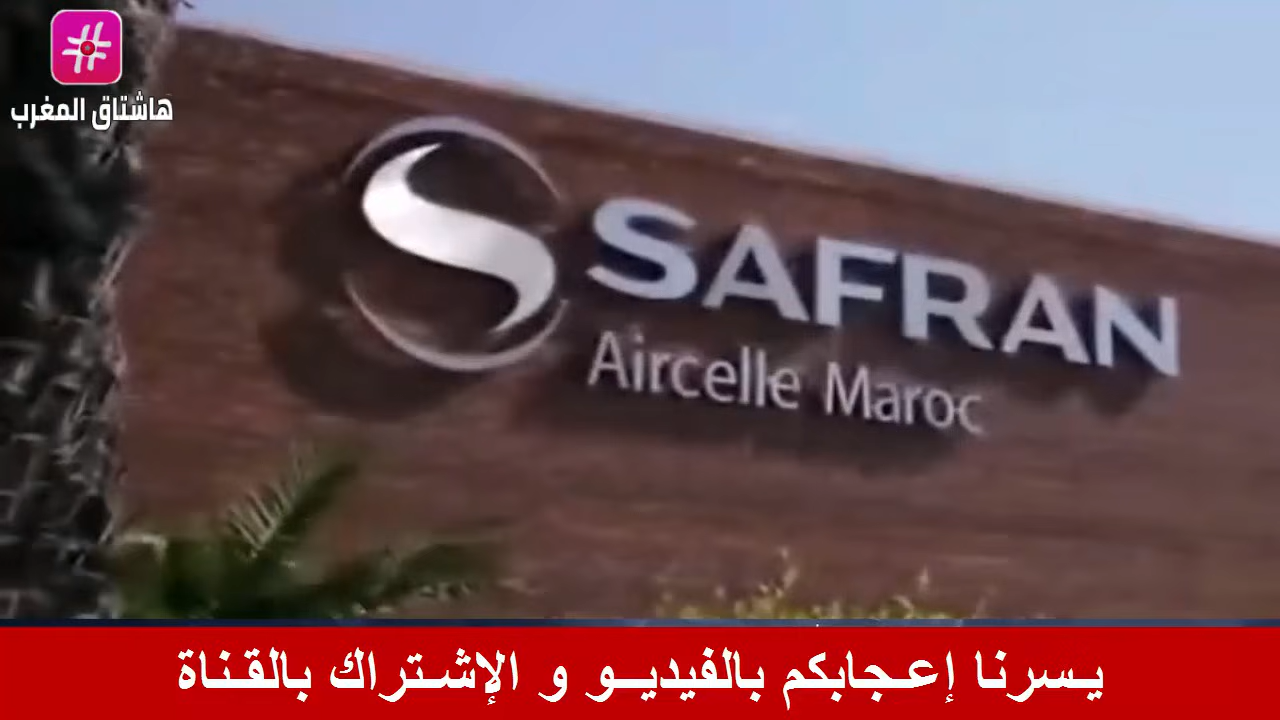 هاشتاق المغرب
SAFRAN
Aircelle Maroc
يسرنا إعجابكم بالفيديو و الإشتراك بالقناة